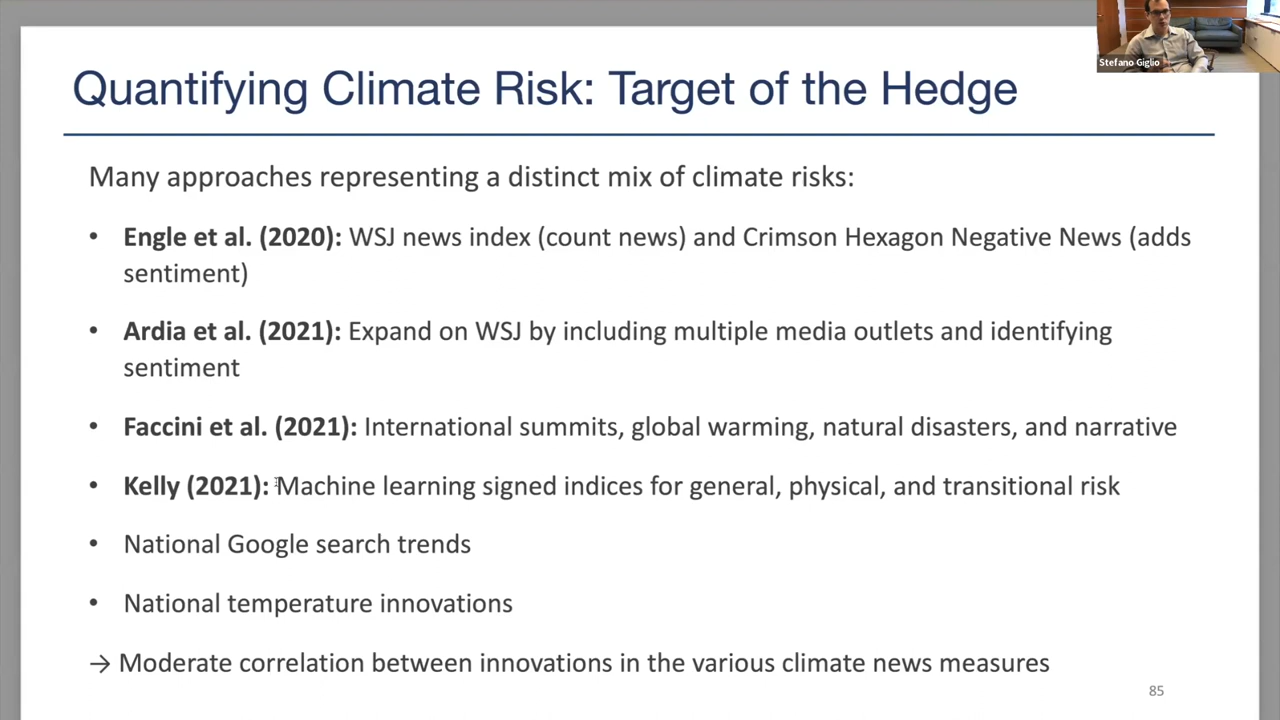 Stefano Giglio
Quantifying Climate Risk: Target of the Hedge
Many approaches representing a distinct mix of climate risks:
• Engle et al. (2020): WSJ news index (count news) and Crimson Hexagon Negative News (adds
sentiment)
• Ardia et al. (2021): Expand on WSJ by including multiple media outlets and identifying
sentiment
• Faccini et al. (2021): International summits, global warming, natural disasters, and narrative
• Kelly (2021): Machine learning signed indices for general, physical, and transitional risk
• National Google search trends
• National temperature innovations
→ Moderate correlation between innovations in the various climate news measures
85